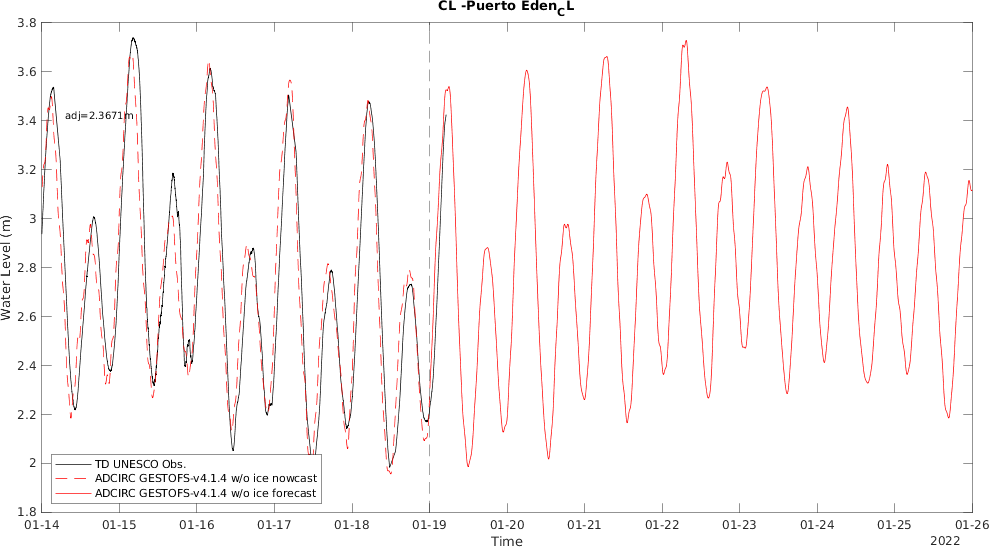 CL -Puerto Eden_CL
3.8
3.6
3.4
3.2
3
2.8
2.6
2.4
2.2
2
1.8
Water Level (m)
adj=2.3671m
TD UNESCO Obs.
ADCIRC GESTOFS-v4.1.4 w/o ice nowcast
ADCIRC GESTOFS-v4.1.4 w/o ice forecast
01-14 01-15 01-16 01-17 01-18 01-19 01-20 01-21 01-22 01-23 01-24 01-25 01-26
Time
2022